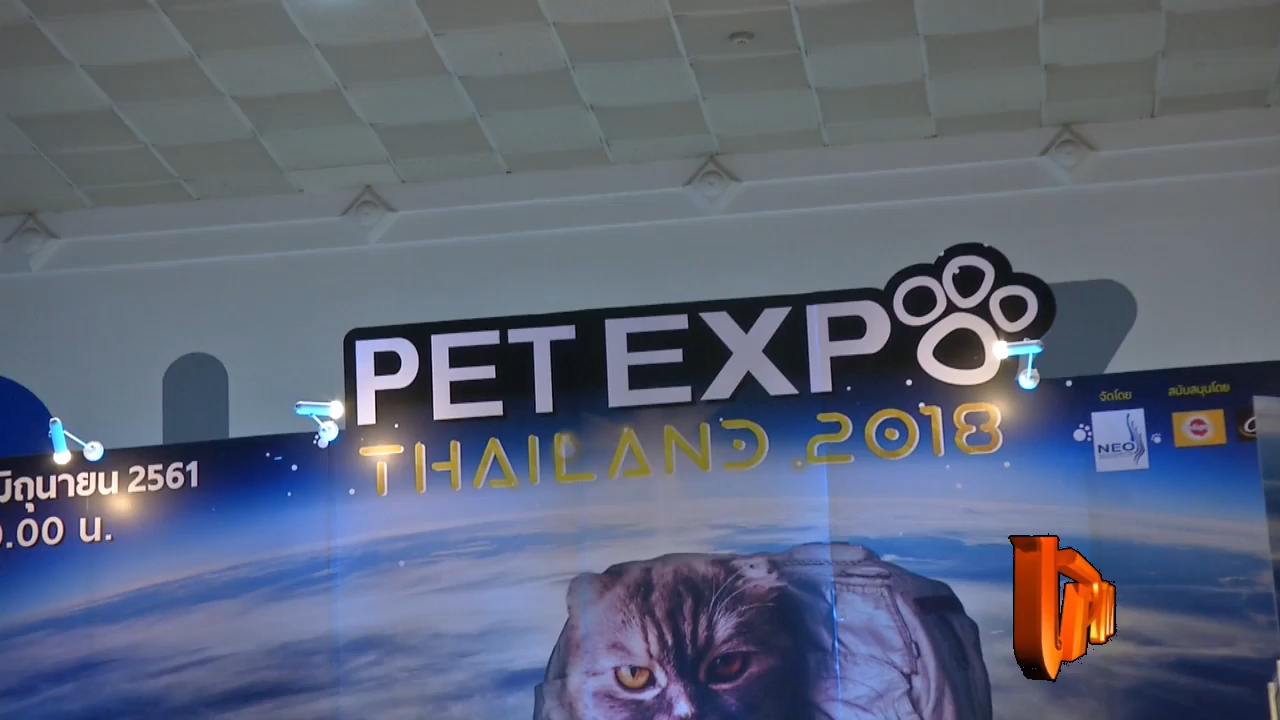 PET EXPO
THAILAND 2018
มิถุนายน 2561
.00 น.
จัดโดย
สนับสนุนโดย
NEO